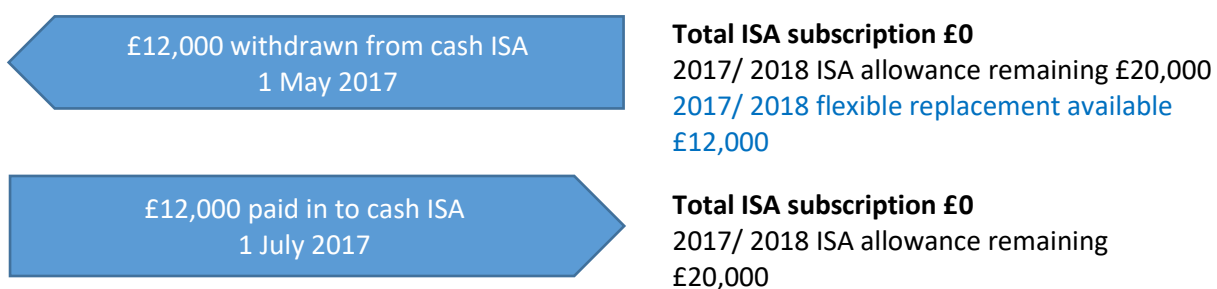 £12,000 withdrawn from cash ISA
1 May 2017
Total ISA subscription £0
2017/ 2018 ISA allowance remaining £20,000
2017/ 2018 flexible replacement available
£12,000
£12,000 paid in to cash ISA
1 July 2017
Total ISA subscription £0
2017/ 2018 ISA allowance remaining
£20,000